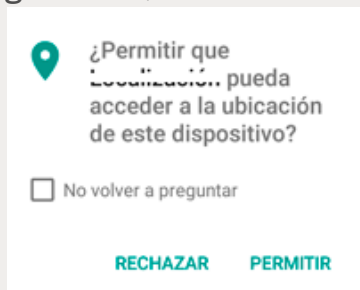 ¿Permitir que
pueda
acceder a la ubicación
de este dispositivo?
No volver a preguntar
RECHAZAR PERMITIR